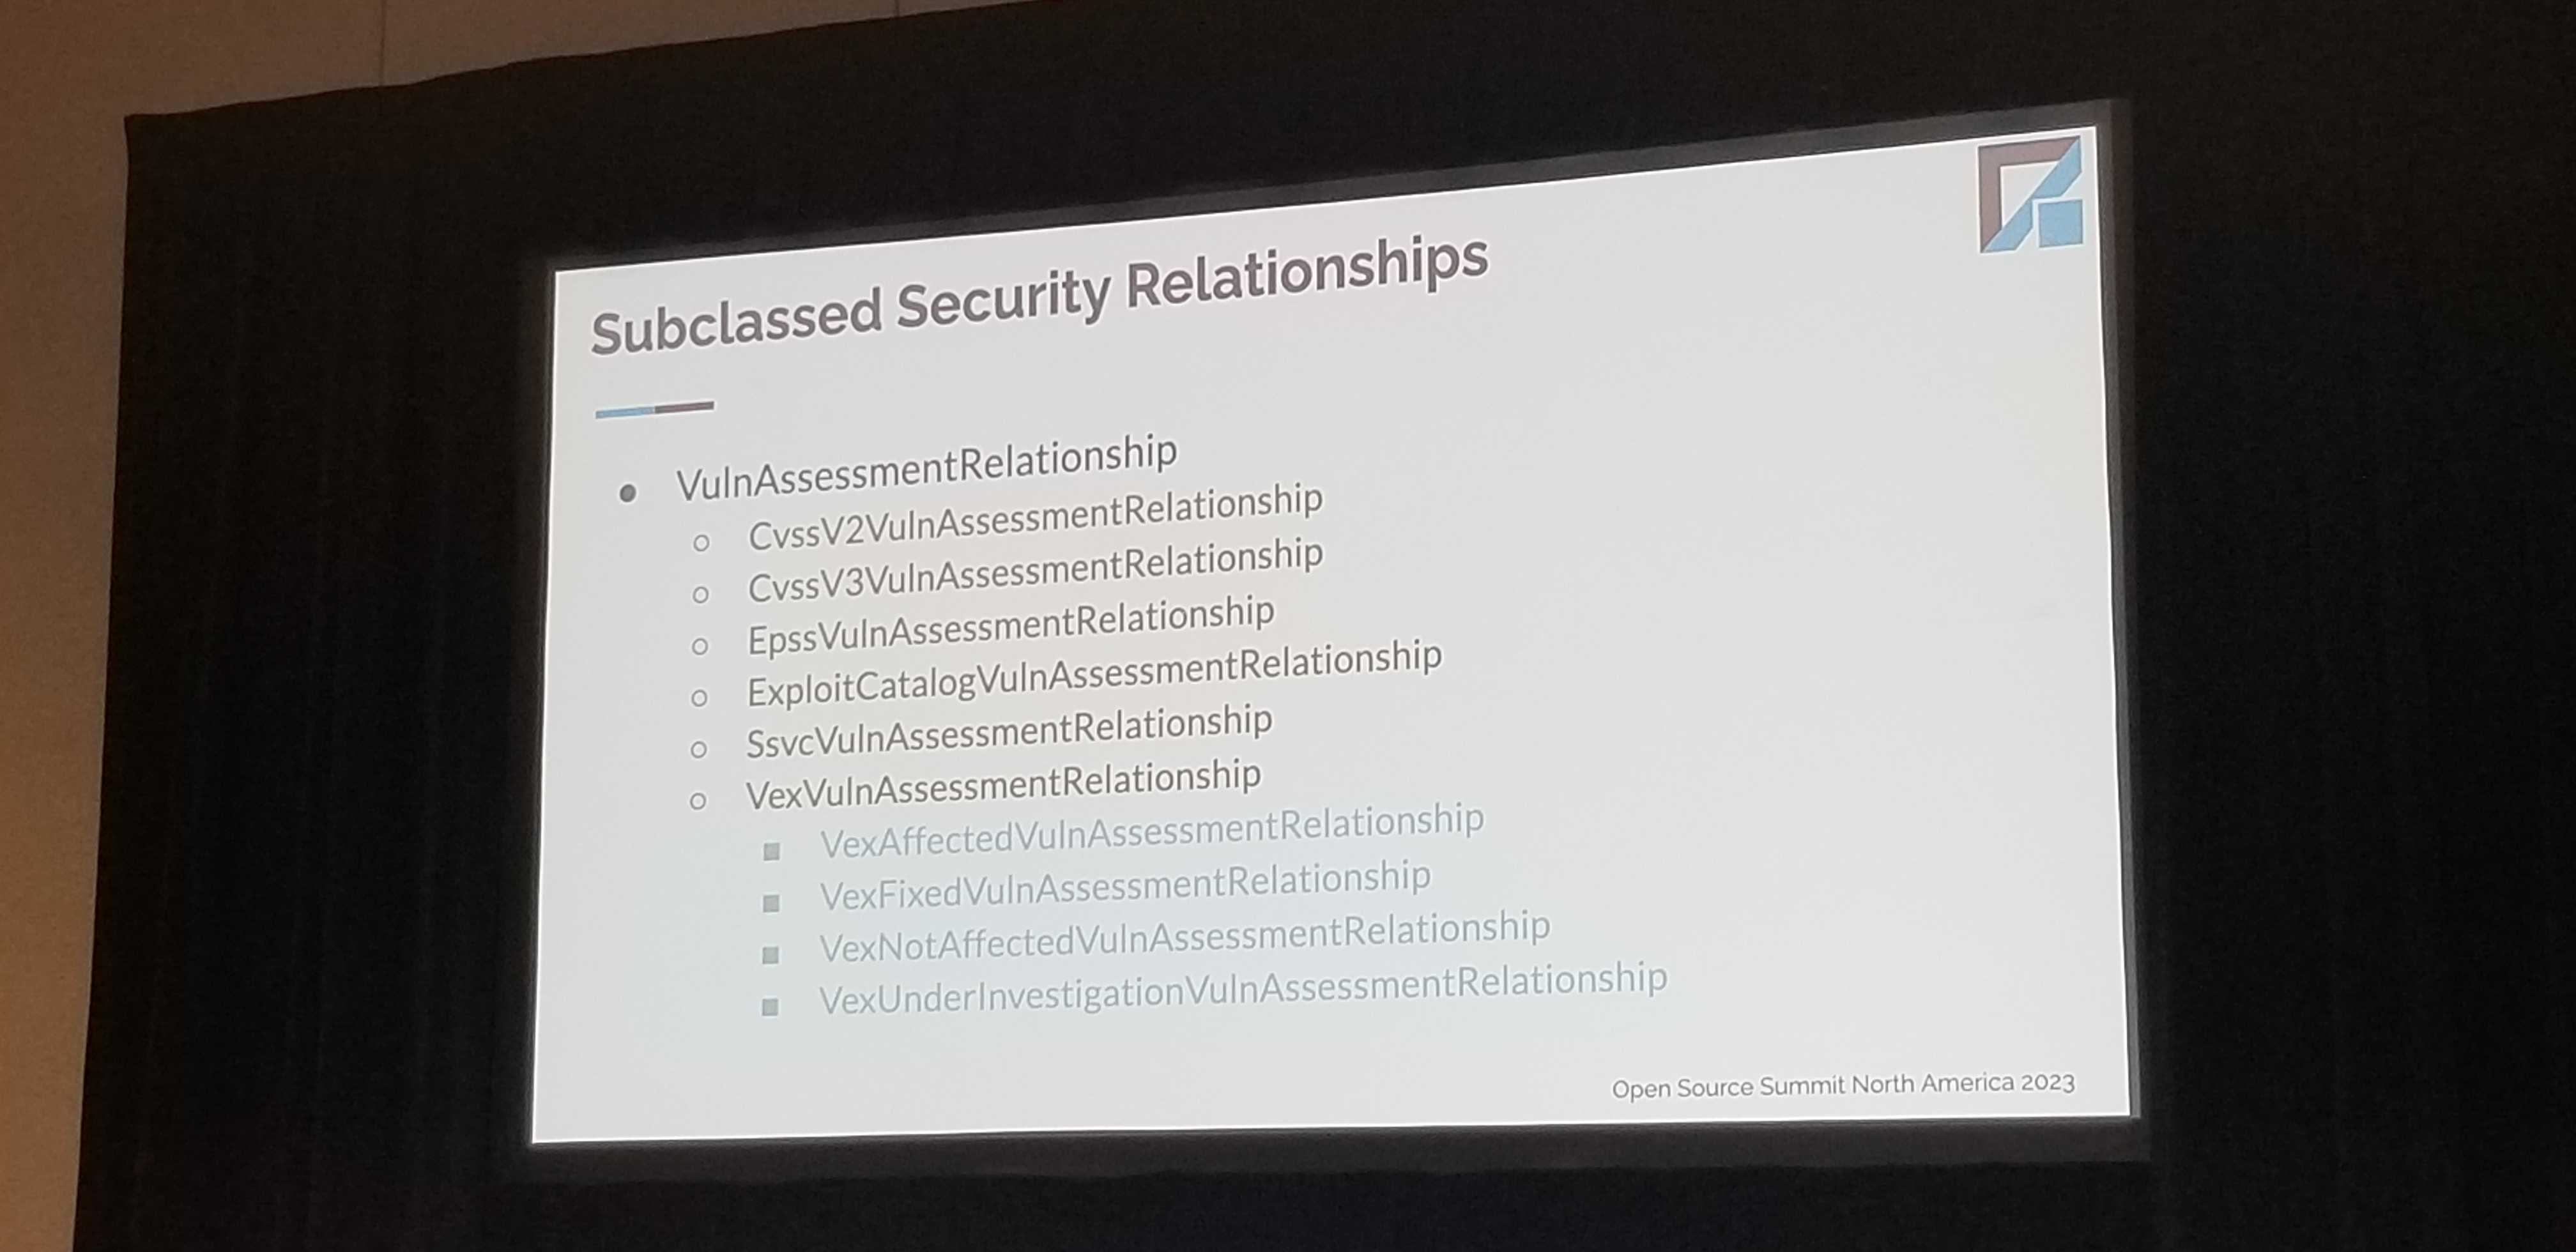 Subclassed Security Relationships
VulnAssessmentRelationship
CvssV2VulnAssessmentRelationship
CvssV3VulnAssessmentRelationship
EpssVulnAssessmentRelationship
ExploitCatalogVulnAssessmentRelationship
SsvcVulnAssessmentRelationship
VexVulnAssessmentRelationship
VexAffectedVulnAssessmentRelationship
VexFixedVulnAssessmentRelationship
VexNotAffectedVulnAssessmentRelationship
VexUnderInvestigationVulnAssessmentRelationship
Open Source Summit North America 2023